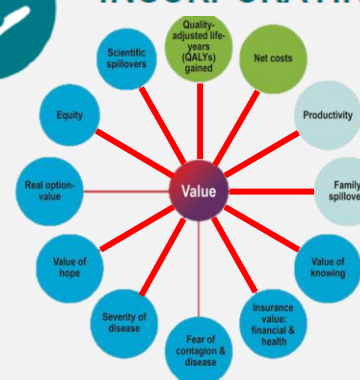 Quality-
adjusted life-
years
(QALYs)
gained
Net costs
Scientific
spillovers
Productivity
Equity
Family
Real option-
value
Value
Value of
hope
Value of
knowing
Severity of
disease
Insurance
value:
financial &
health
Fear of
contagion &
disease